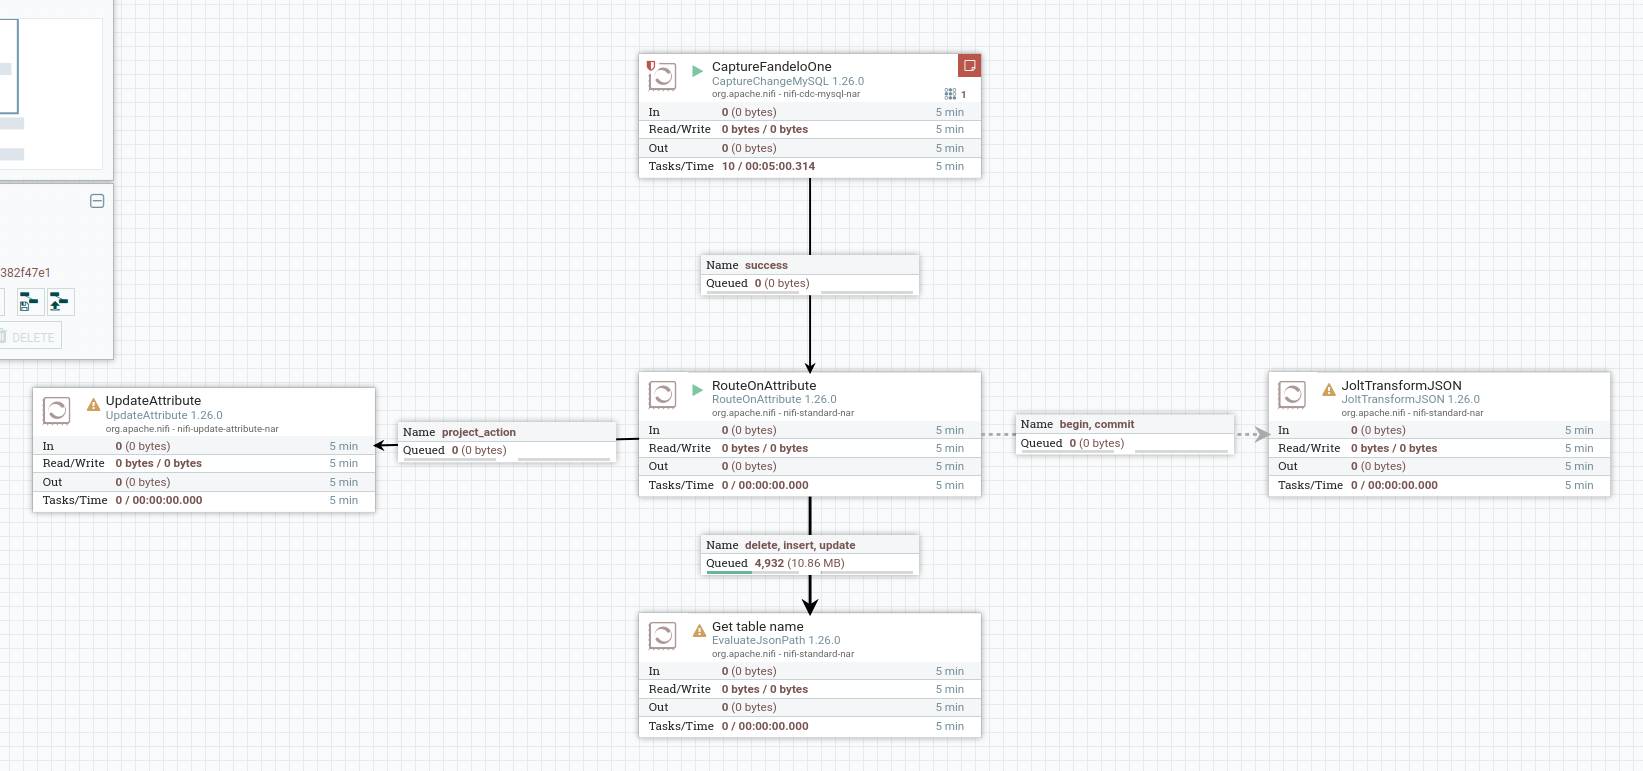 CaptureFandeloOne
CaptureChangeMySQL 1.26.0
org.apache.nifi - nifi-cdc-mysql-nar
1
In 0 (0 bytes) 5 min
Read/Write 0 bytes / 0 bytes
Out 0 (0 bytes) 5 min
Tasks/Time 10 / 00:05:00.314 5 min
382f47e1
DELETE
Name success
Queued 0 (0 bytes)
UpdateAttribute
UpdateAttribute 1.26.0
org.apache.nifi - nifi-update-attribute-nar
In 0 (0 bytes) 5 min
Read/Write 0 bytes / 0 bytes 5 min
Out 0 (0 bytes) 5 min
Tasks/Time 0 / 00:00:00.000 5 min
Name project_action
Queued 0 (0 bytes)
RouteOnAttribute
RouteOnAttribute 1.26.0
org.apache.nifi - nifi-standard-nar
In 0 (0 bytes) 5 min
Read/Write 0 bytes / 0 bytes 5 min
Out 0 (0 bytes) 5 min
Tasks/Time 0 / 00:00:00.000 5 min
Name begin, commit
Queued 0 (0 bytes)
JoltTransformJSON
JoltTransformJSON 1.26.0
org.apache.nifi - nifi-standard-nar
In 0 (0 bytes) 5 min
Read/Write 0 bytes / 0 bytes 5 min
Out 0 (0 bytes) 5 min
Tasks/Time 0 / 00:00:00.000 5 min
Name delete, insert, update
Queued 4,932 (10.86 MB)
Get table name
EvaluateJsonPath 1.26.0
org.apache.nifi - nifi-standard-nar
In 0 (0 bytes) 5 min
Read/Write 0 bytes / 0 bytes 5 min
Out 0 (0 bytes) 5 min
Tasks/Time 0 / 00:00:00.000 5 min